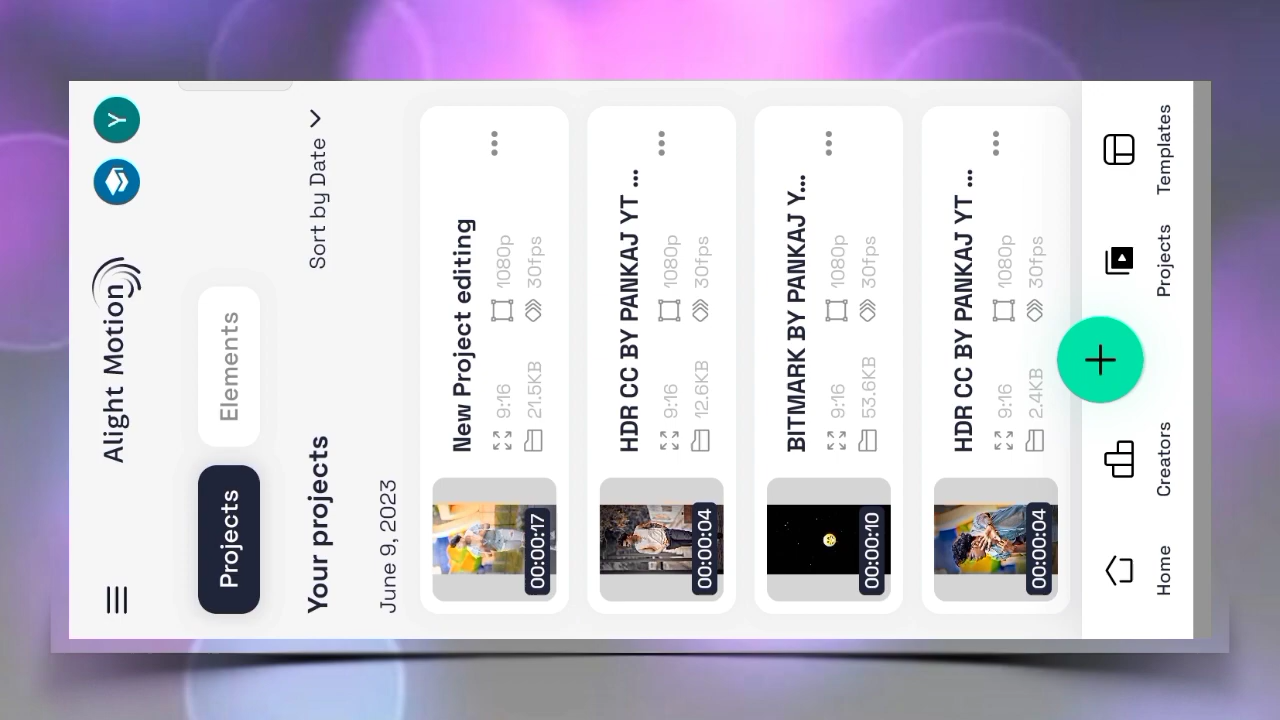 Alight Motion
Y
Projects
Elements
Your projects
Sort by Date
June 9, 2023
New Project editing
9:16
1080p
21.5KB
30fps
00:00:17
HDR CC BY PANKAJ YT ...
9:16
1080p
12.6KB
30fps
00:00:04
BITMARK BY PANKAJ Y...
9:16
1080p
53.6KB
30fps
00:00:10
HDR CC BY PANKAJ YT ...
9:16
1080p
2.4KB
30fps
00:00:04
Home
Creators
Projects
Templates